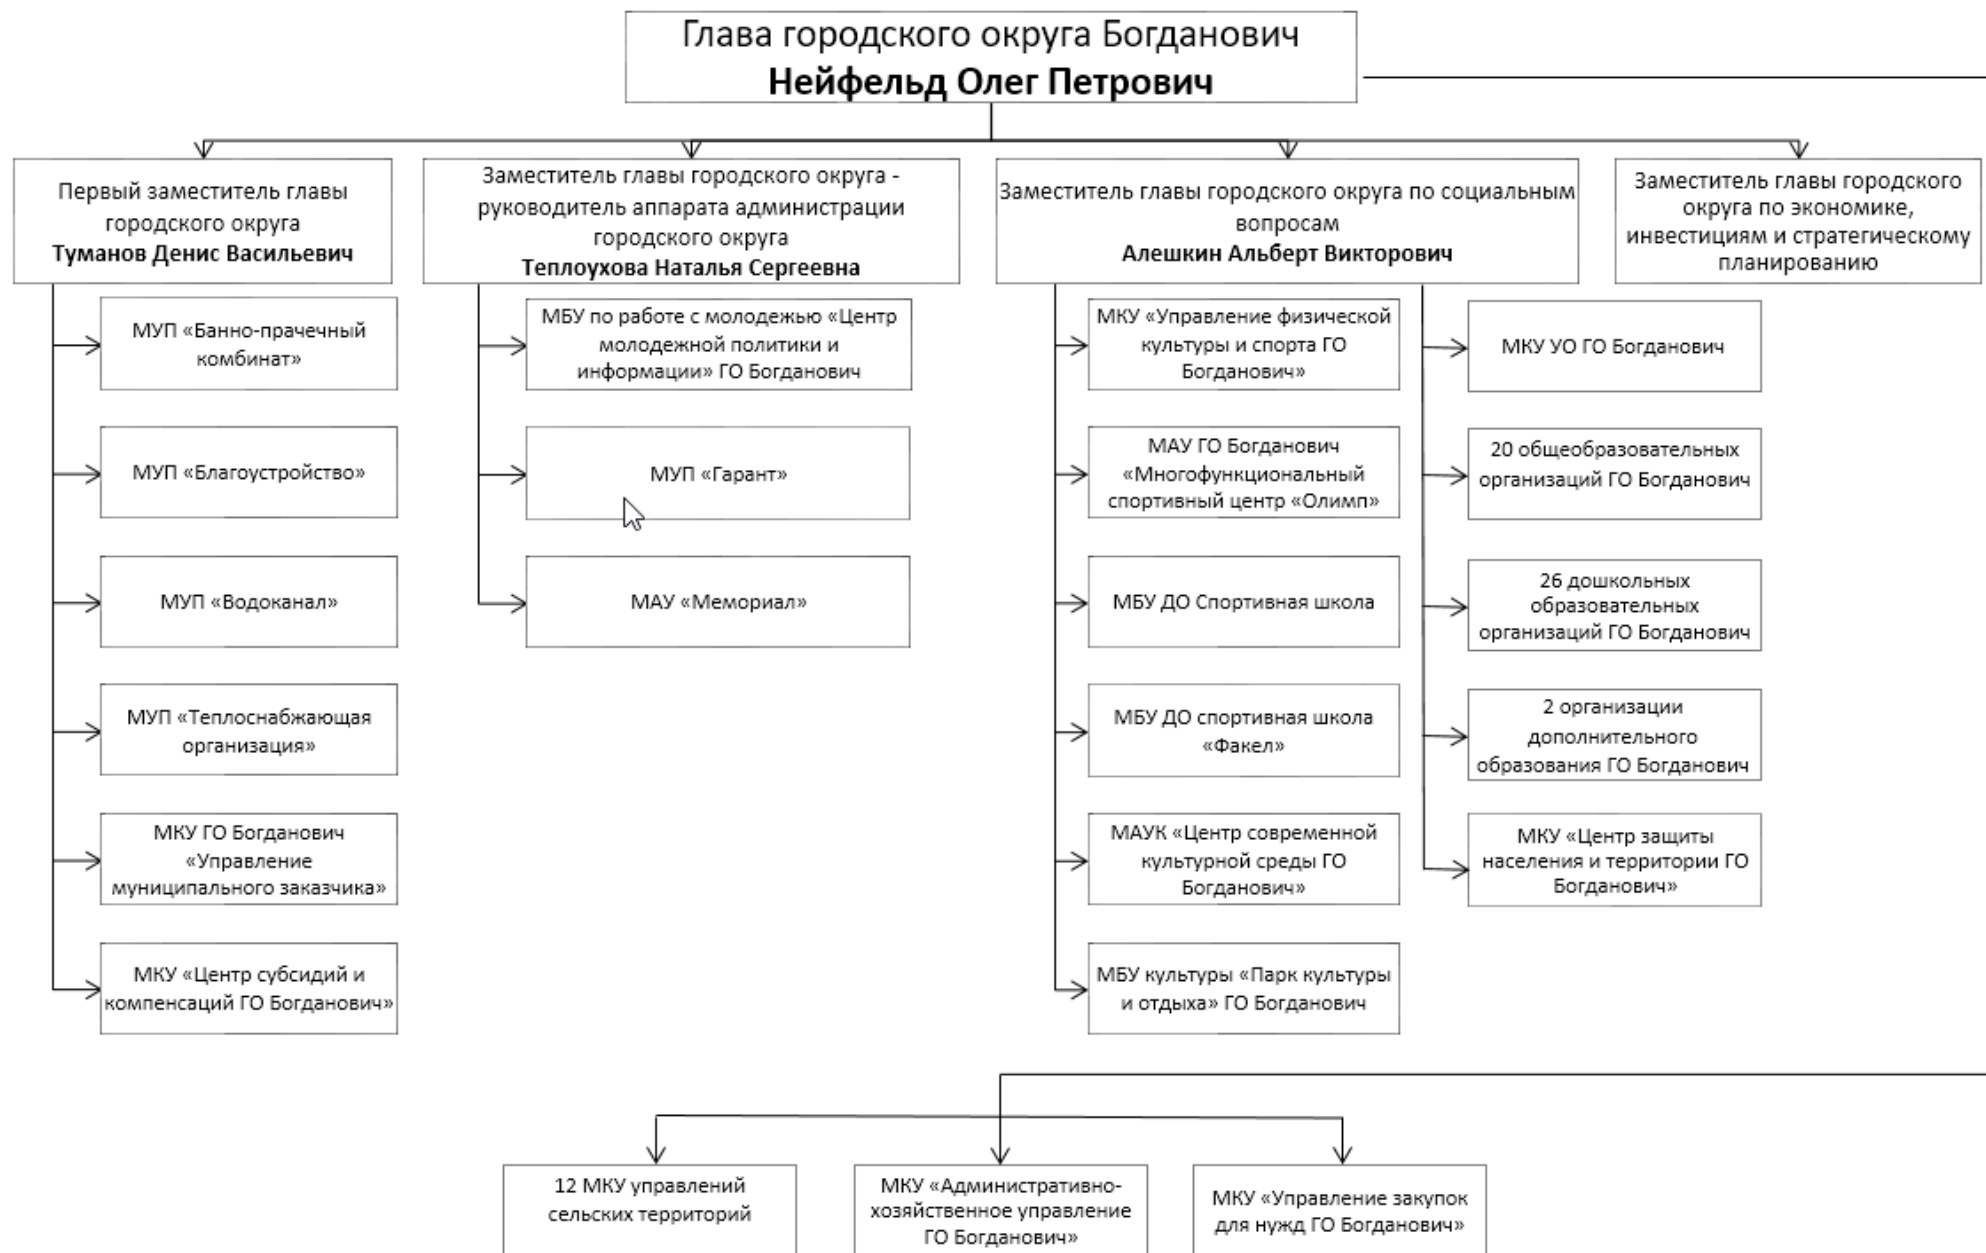 Глава городского округа Богданович
Нейфельд Олег Петрович
Первый заместитель главы
городского округа
Туманов Денис Васильевич
Заместитель главы городского округа -
руководитель аппарата администрации
городского округа
Теплоухова Наталья Сергеевна
Заместитель главы городского округа по социальным
вопросам
Алешкин Альберт Викторович
Заместитель главы городского
округа по экономике,
инвестициям и стратегическому
планированию
МУП «Банно-прачечный
комбинат»
МУП «Благоустройство»
МУП «Водоканал»
МУП «Теплоснабжающая
организация»
МКУ ГО Богданович
«Управление
муниципального заказчика»
МКУ «Центр субсидий и
компенсаций ГО Богданович»
МБУ по работе с молодежью «Центр
молодежной политики и
информации» ГО Богданович
МУП «Гарант»
МАУ «Мемориал»
МКУ «Управление физической
культуры и спорта ГО
Богданович»
МАУ ГО Богданович
«Многофункциональный
спортивный центр «Олимп»
МБУ ДО Спортивная школа
МБУ ДО спортивная школа
«Факел»
МАУК «Центр современной
культурной среды ГО
Богданович»
МБУ культуры «Парк культуры
и отдыха» ГО Богданович
МКУ УО ГО Богданович
20 общеобразовательных
организаций ГО Богданович
26 дошкольных
образовательных
организаций ГО Богданович
2 организации
дополнительного
образования ГО Богданович
МКУ «Центр защиты
населения и территории ГО
Богданович»
12 МКУ управлений
сельских территорий
МКУ «Административно-
хозяйственное управление
ГО Богданович»
МКУ «Управление закупок
для нужд ГО Богданович»